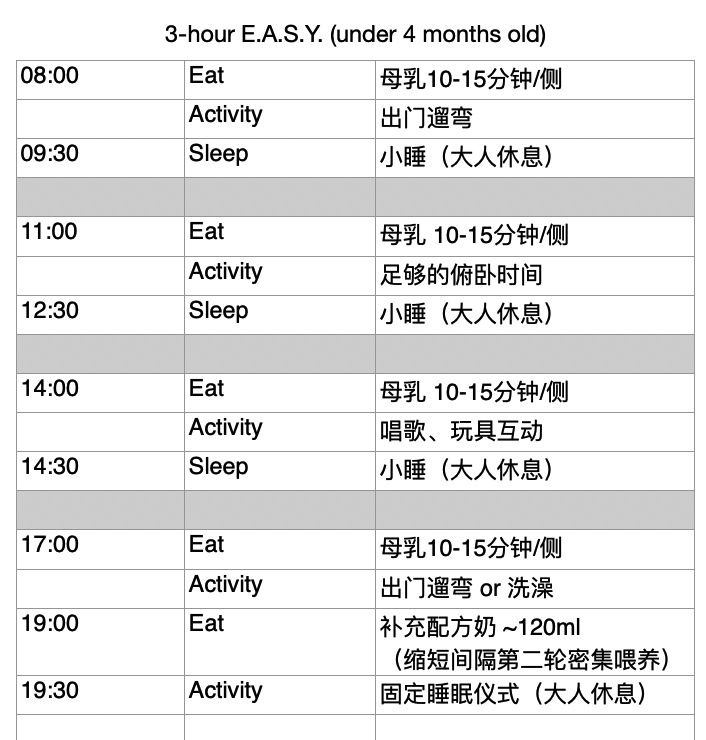 3-hour E.A.S.Y. (under 4 months old)
08:00 Eat 母乳10-15分钟/侧
Activity 出门遛弯
09:30 Sleep 小睡（大人休息）
11:00 Eat 母乳 10-15分钟/侧
Activity 足够的俯卧时间
12:30 Sleep 小睡（大人休息）
14:00 Eat 母乳 10-15分钟/侧
Activity 唱歌、玩具互动
14:30 Sleep 小睡（大人休息）
17:00 Eat 母乳10-15分钟/侧
Activity 出门遛弯 or 洗澡
19:00 Eat 补充配方奶 ~120ml
（缩短间隔第二轮密集喂养）
19:30 Activity 固定睡眠仪式（大人休息）